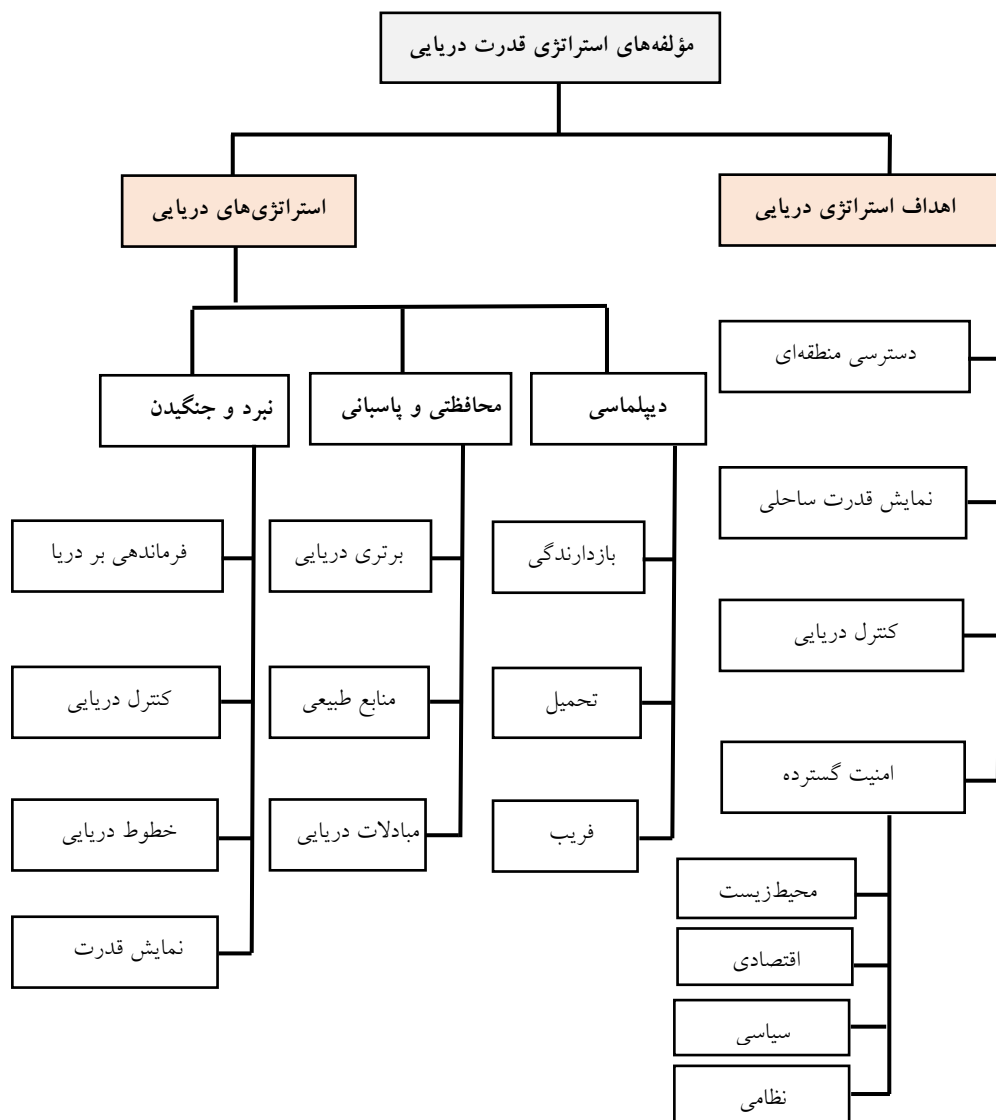 مؤلفه‌های استراتژی قدرت دریایی
اهداف استراتژی دریایی
استراتژی‌های دریایی
دسترسی منطقه‌ای
نمایش قدرت ساحلی
کنترل دریایی
امنیت گسترده
محیط‌زیست
اقتصادی
سیاسی
نظامی
دیپلماسی
بازدارندگی
تحمیل
فریب
محافظتی و پاسبانی
برتری دریایی
منابع طبیعی
مبادلات دریایی
نبرد و جنگیدن
فرماندهی بر دریا
کنترل دریایی
خطوط دریایی
نمایش قدرت